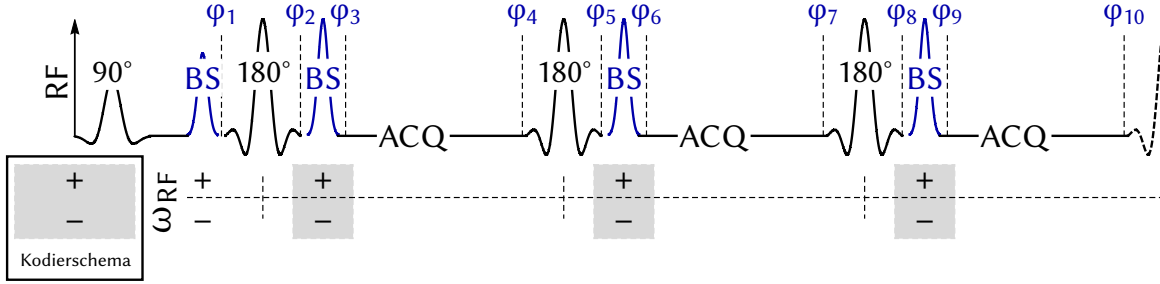 φ1 φ2 φ3 φ4 φ5 φ6 φ7 φ8 φ9 φ10
RF 90° BS 180° BS 180° BS 180° BS
ACQ ACQ ACQ
+ ωRF + + + +
− − − − −
Kodierschema